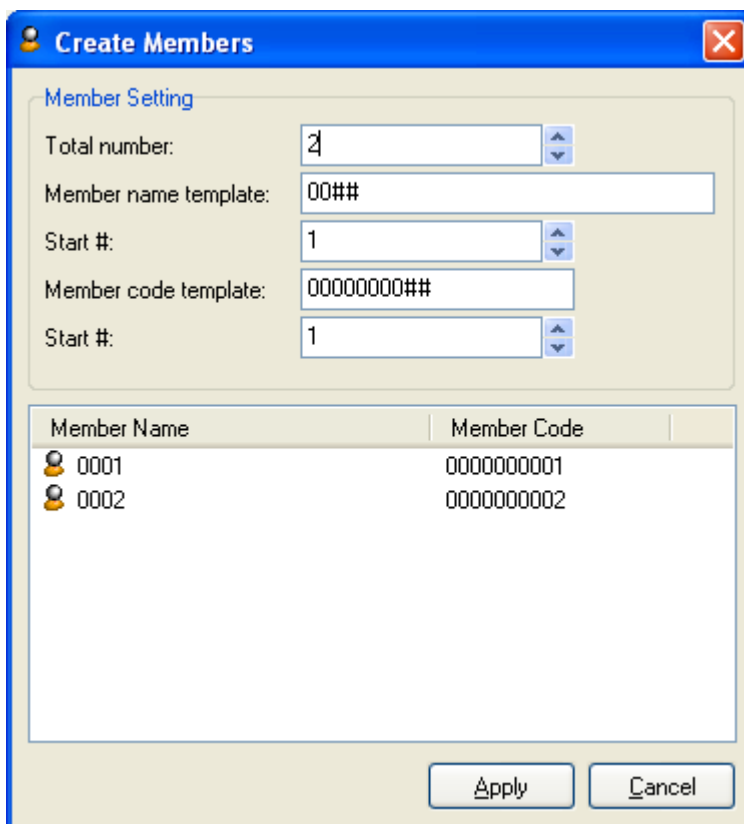 Create Members
Member Setting
Total number: 2
Member name template: 00##
Start #: 1
Member code template: 00000000##
Start #: 1
Member Name Member Code
0001 0000000001
0002 0000000002
Apply Cancel